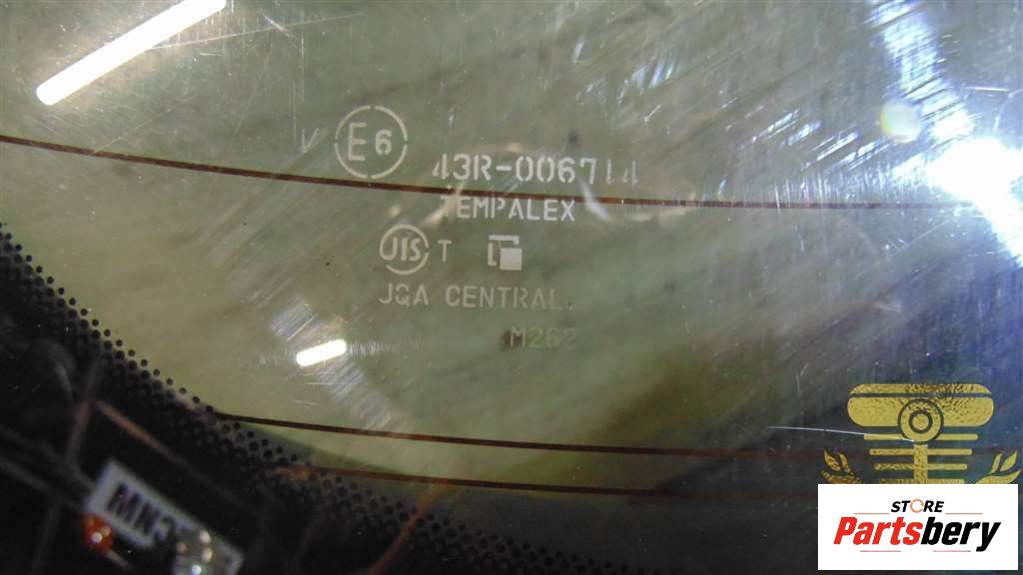 E6
43R-006714
TEMPALEX
JIS T
JQA CENTRAL
M262
STORE
Partsbery